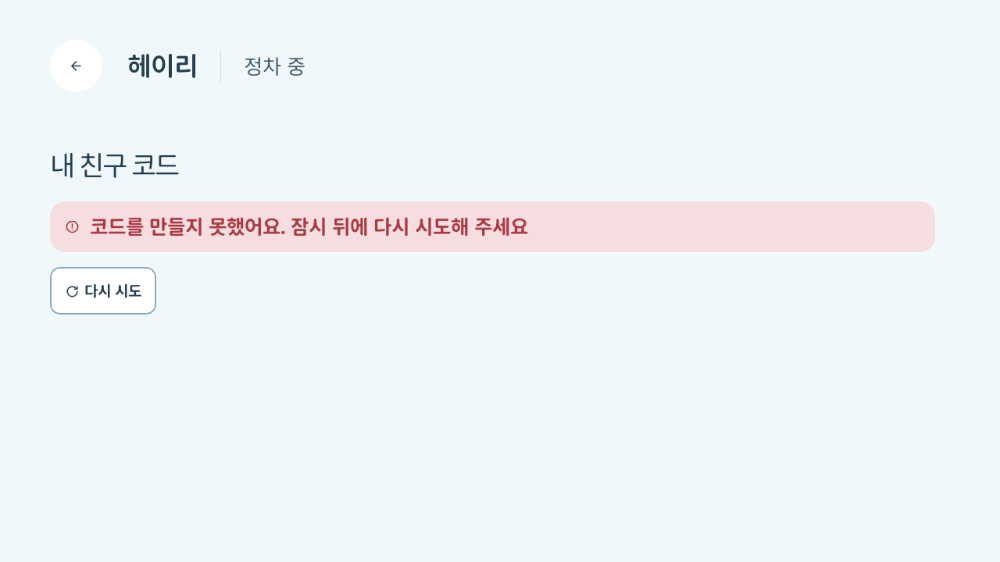 헤이리
정차 중
내 친구 코드
코드를 만들지 못했어요. 잠시 뒤에 다시 시도해 주세요
다시 시도